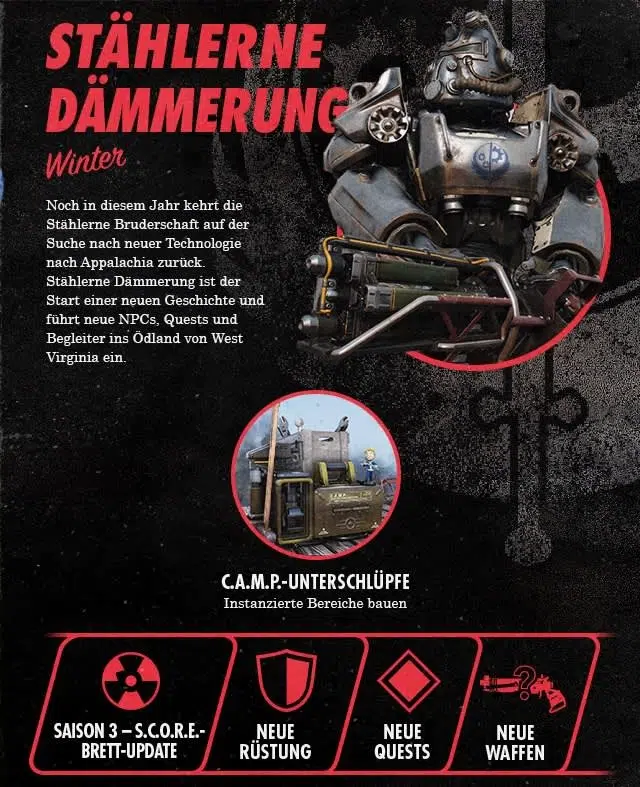 STÄHLERNE
DÄMMERUNG
Winter
Noch in diesem Jahr kehrt die
Stählerne Bruderschaft auf der
Suche nach neuer Technologie
nach Appalachia zurück.
Stählerne Dämmerung ist der
Start einer neuen Geschichte und
führt neue NPCs, Quests und
Begleiter ins Ödland von West
Virginia ein.
C.A.M.P.
C.A.M.P.-UNTERSCHLÜPFE
Instanzierte Bereiche bauen
SAISON 3 – S.C.O.R.E.-
BRETT-UPDATE
NEUE
RÜSTUNG
NEUE
QUESTS
NEUE
WAFFEN